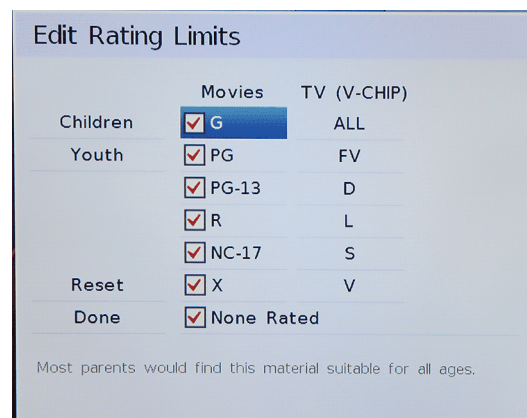 Edit Rating Limits
Movies TV (V-CHIP)
Children G ALL
Youth PG FV
PG-13 D
R L
NC-17 S
Reset X V
Done None Rated
Most parents would find this material suitable for all ages.